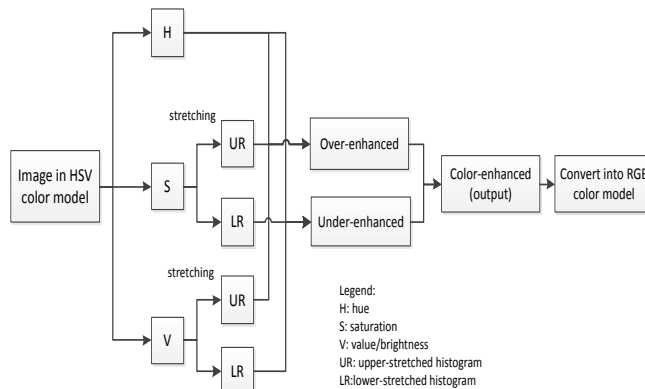 H
stretching
UR
Over-enhanced
Image in HSV
color model
S
Color-enhanced
(output)
Convert into RGB
color model
LR
Under-enhanced
stretching
UR
V
LR
Legend:
H: hue
S: saturation
V: value/brightness
UR: upper-stretched histogram
LR:lower-stretched histogram